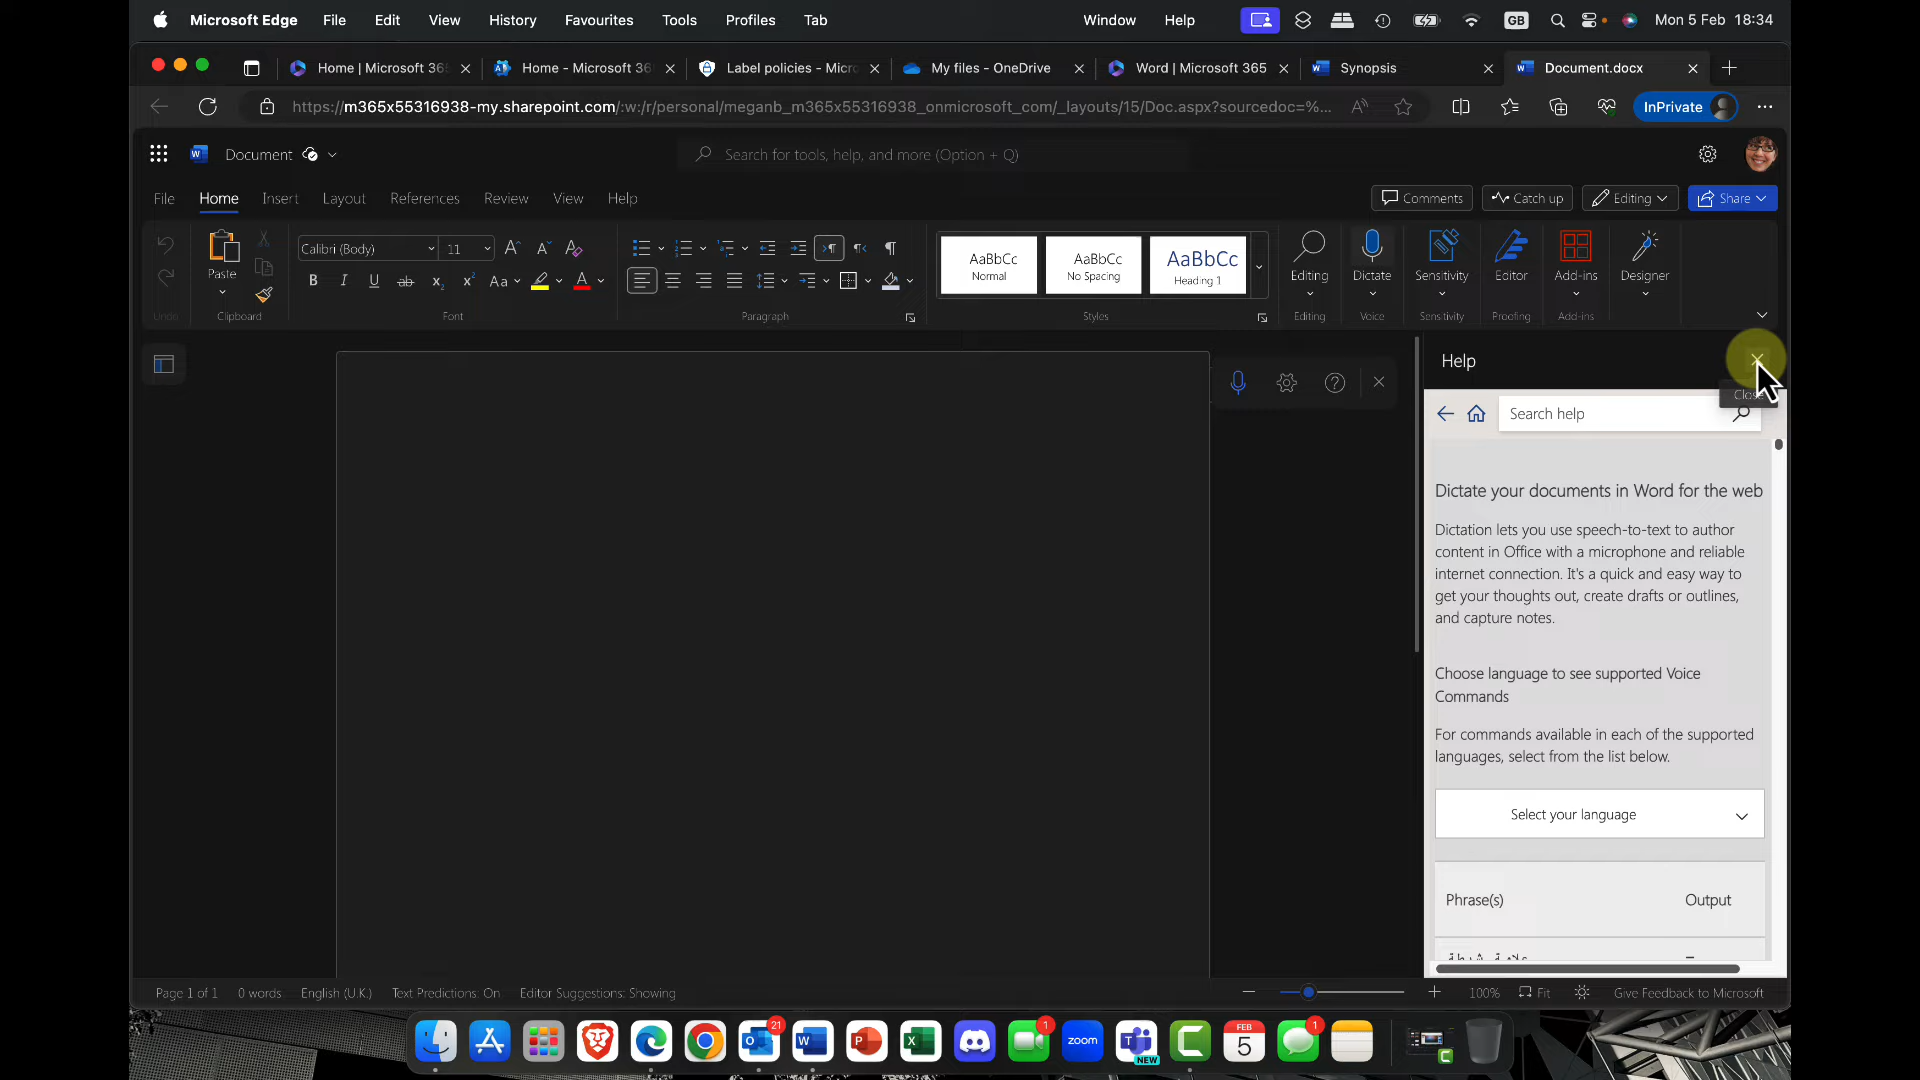 Microsoft Edge File Edit View History Favourites Tools Profiles Tab Window Help GB Mon 5 Feb 18:34
Home | Microsoft 36 Home - Microsoft 36 Label policies - Micro My files - OneDrive Word | Microsoft 365 Synopsis Document.docx
https://m365x55316938-my.sharepoint.com/:w:/r/personal/meganb_m365x55316938_onmicrosoft_com/_layouts/15/Doc.aspx?sourcedoc=%... InPrivate
Document Search for tools, help, and more (Option + Q)
File Home Insert Layout References Review View Help Comments Catch up Editing Share
Calibri (Body) 11
Paste
AaBbCc AaBbCc AaBbCc
Normal No Spacing Heading 1
Editing Dictate Sensitivity Editor Add-ins Designer
Undo Clipboard Font Paragraph Styles Editing Voice Sensitivity Proofing Add-ins
Help
Close
Search help
Dictate your documents in Word for the web
Dictation lets you use speech-to-text to author
content in Office with a microphone and reliable
internet connection. It's a quick and easy way to
get your thoughts out, create drafts or outlines,
and capture notes.
Choose language to see supported Voice
Commands
For commands available in each of the supported
languages, select from the list below.
Select your language
Phrase(s) Output
Page 1 of 1 0 words English (U.K.) Text Predictions: On Editor Suggestions: Showing 100% Fit Give Feedback to Microsoft
21 1 zoom NEW FEB 5 1